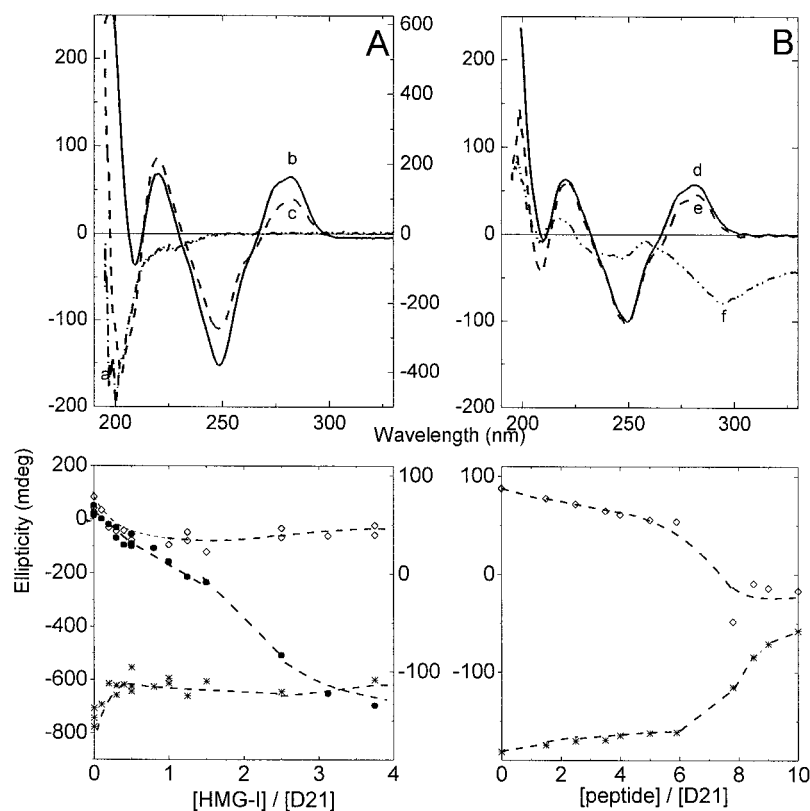 A
B
200 100 0 -100 -200
600 400 200 0 -200 -400
200 100 0 -100 -200
a b c
d e f
200 250 300
200 250 300
Wavelength (nm)
Ellipticity (mdeg)
200 0 -200 -400 -600 -800
100 0 -100
100 0 -100
0 1 2 3 4
0 2 4 6 8 10
[HMG-I] / [D21]
[peptide] / [D21]